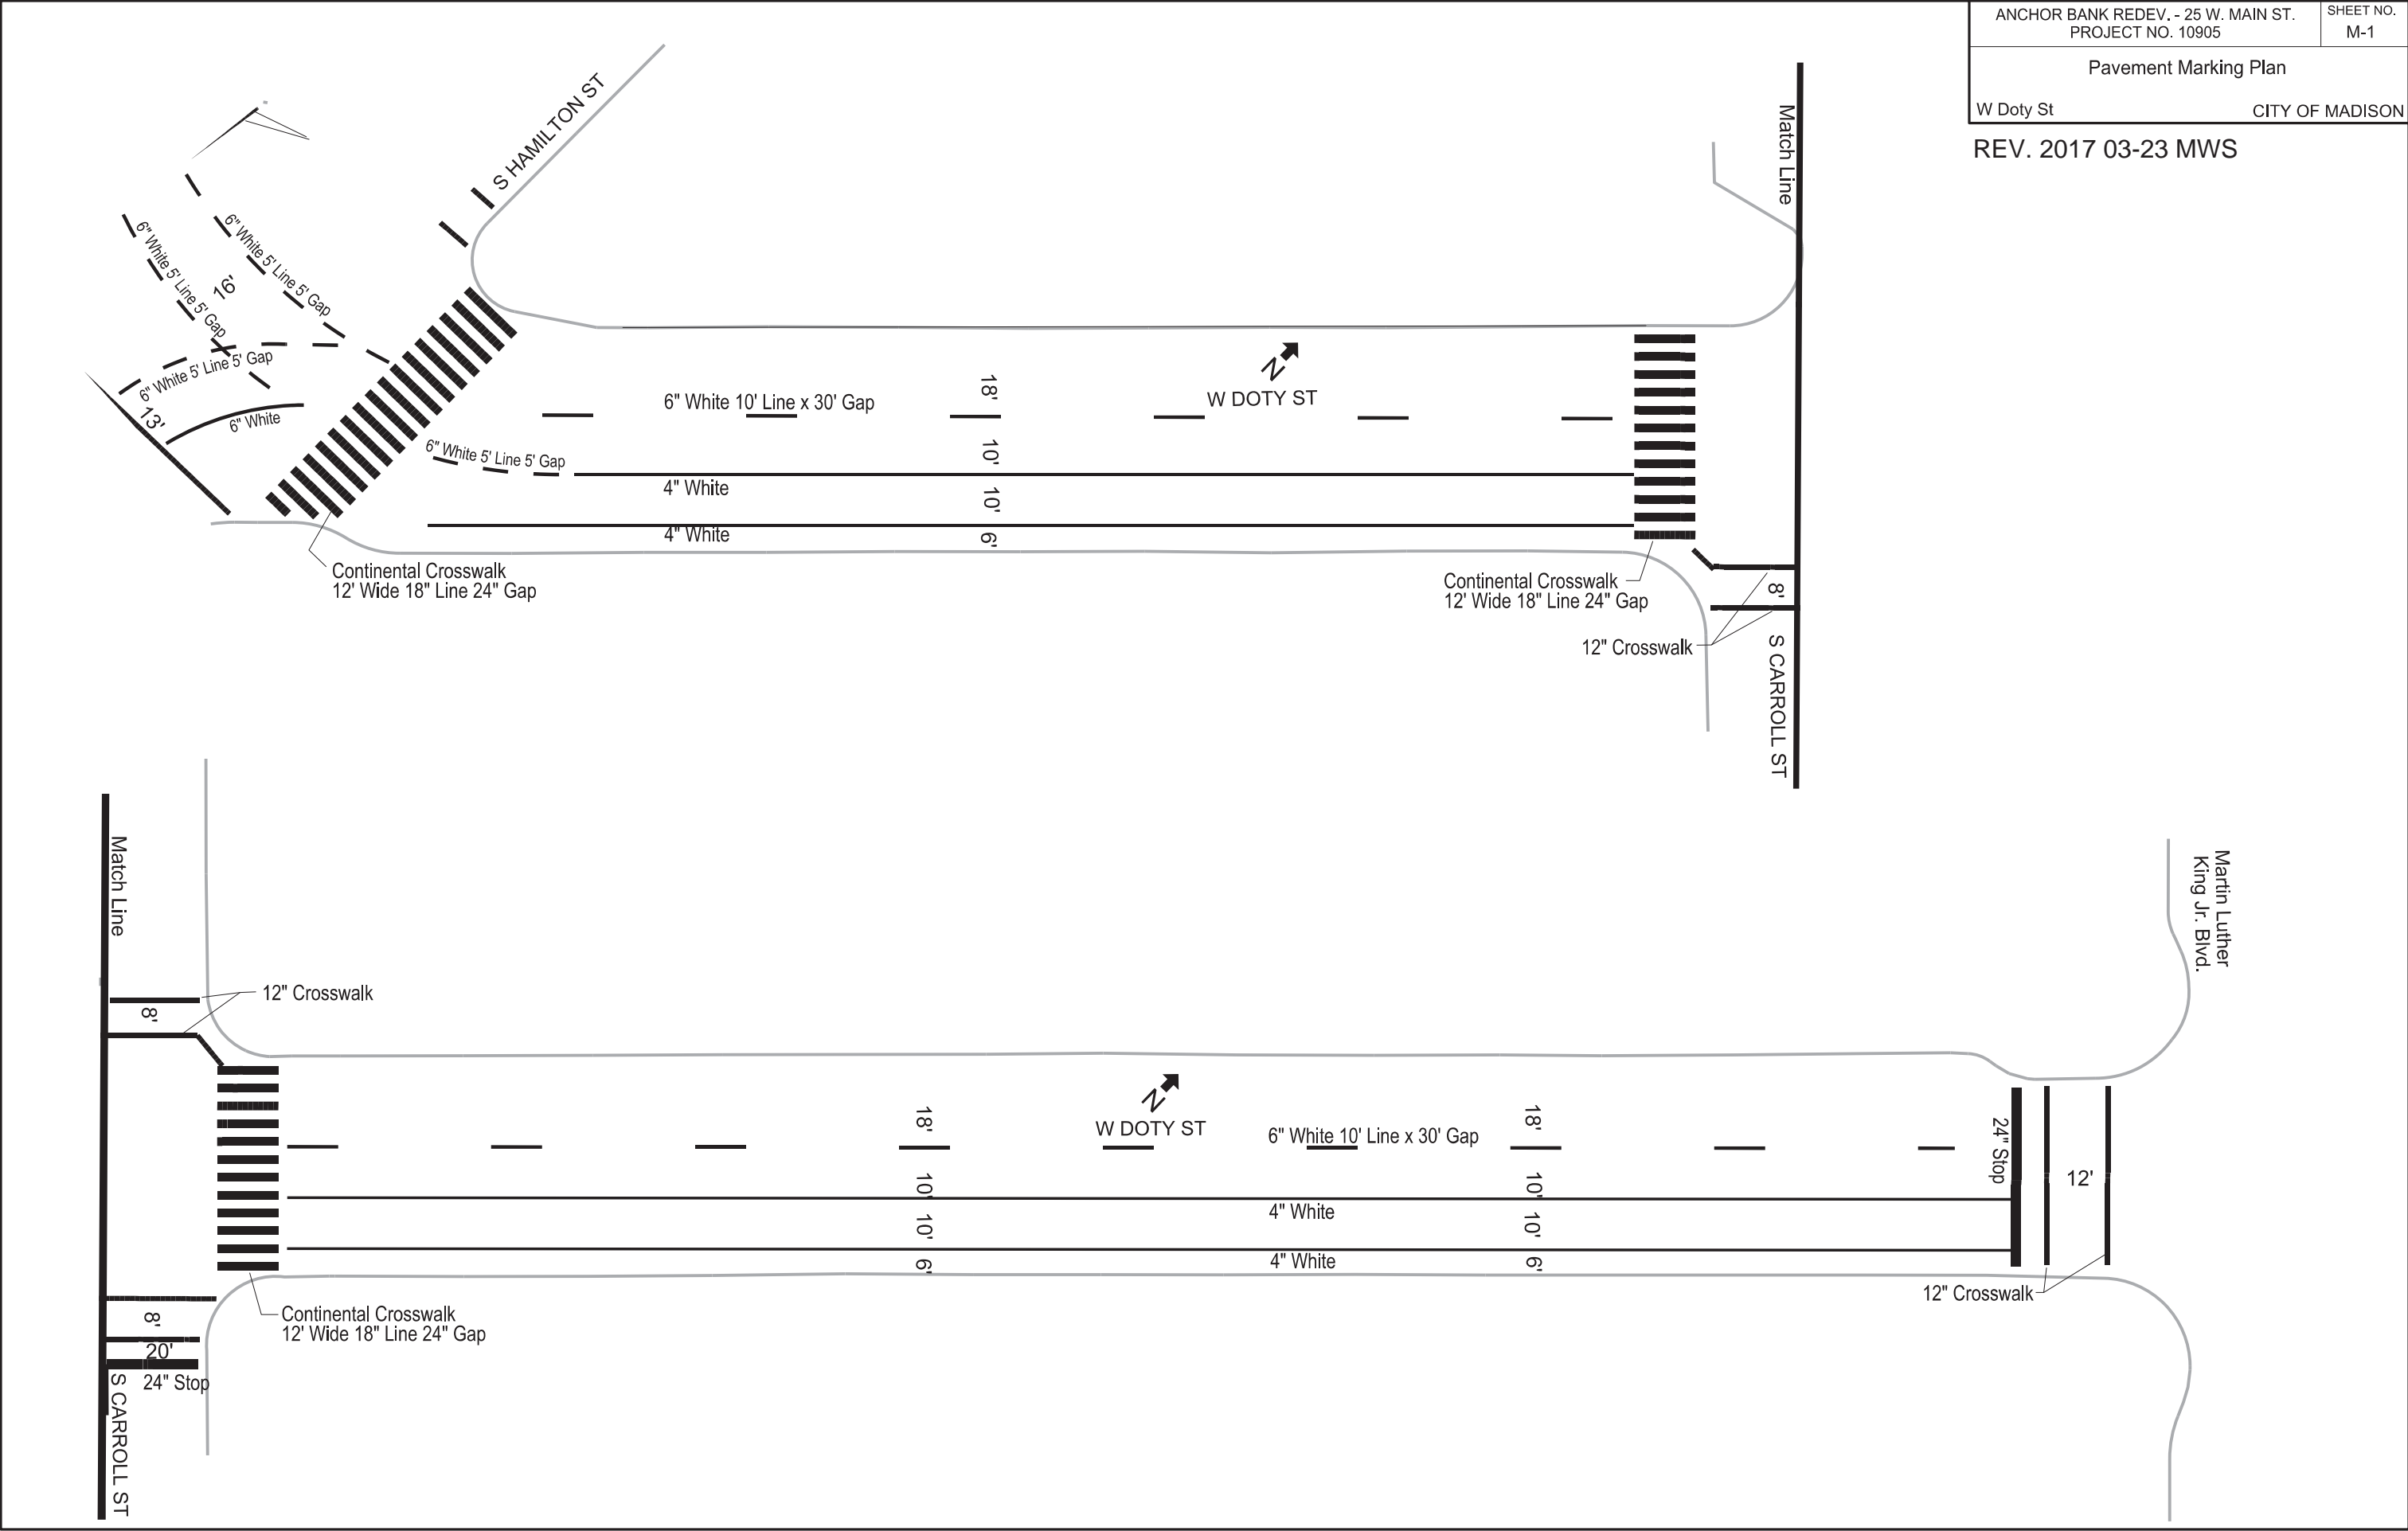 ANCHOR BANK REDEV. - 25 W. MAIN ST.
PROJECT NO. 10905
SHEET NO.
M-1
Pavement Marking Plan
W Doty St
CITY OF MADISON
REV. 2017 03-23 MWS
S HAMILTON ST
Match Line
6" White 5' Line 5' Gap
6" White 5' Line 5' Gap
16'
6" White 5' Line 5' Gap
13'
6" White
6" White 10' Line x 30' Gap
18'
N
W DOTY ST
6" White 5' Line 5' Gap
10'
4" White
10'
4" White
6'
Continental Crosswalk
12' Wide 18" Line 24" Gap
Continental Crosswalk
12' Wide 18" Line 24" Gap
8'
12" Crosswalk
S CARROLL ST
Match Line
Martin Luther
King Jr. Blvd.
12" Crosswalk
8'
N
W DOTY ST
18'
6" White 10' Line x 30' Gap
18'
24" Stop
12'
10'
10'
4" White
10'
10'
4" White
6'
6'
12" Crosswalk
Continental Crosswalk
12' Wide 18" Line 24" Gap
8'
20'
24" Stop
S CARROLL ST